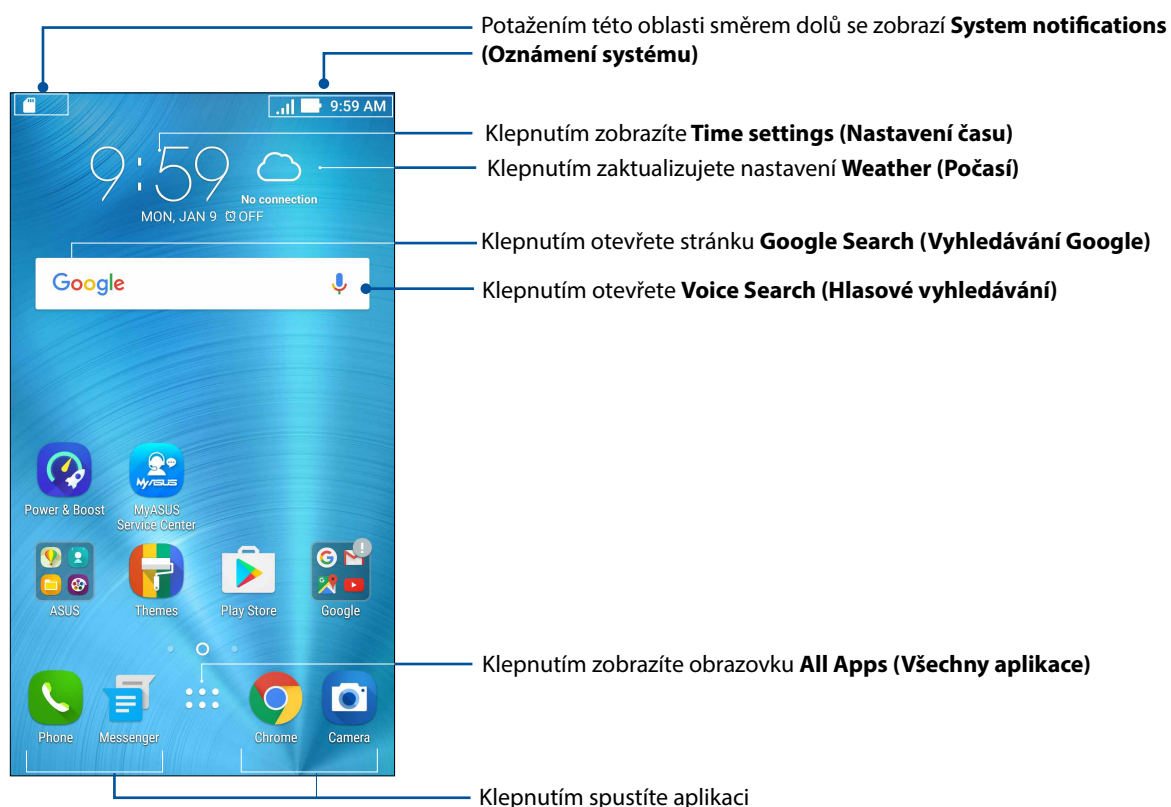 Potažením této oblasti směrem dolů se zobrazí System notifications
(Oznámení systému)
9:59 AM
Klepnutím zobrazíte Time settings (Nastavení času)
9:59
Klepnutím zaktualizujete nastavení Weather (Počasí)
No connection
MON, JAN 9 OFF
Klepnutím otevřete stránku Google Search (Vyhledávání Google)
Google
Klepnutím otevřete Voice Search (Hlasové vyhledávání)
MyASUS
Power & Boost
MyASUS
Service Center
ASUS
Themes
Play Store
Google
Klepnutím zobrazíte obrazovku All Apps (Všechny aplikace)
Phone
Messenger
Chrome
Camera
Klepnutím spustíte aplikaci